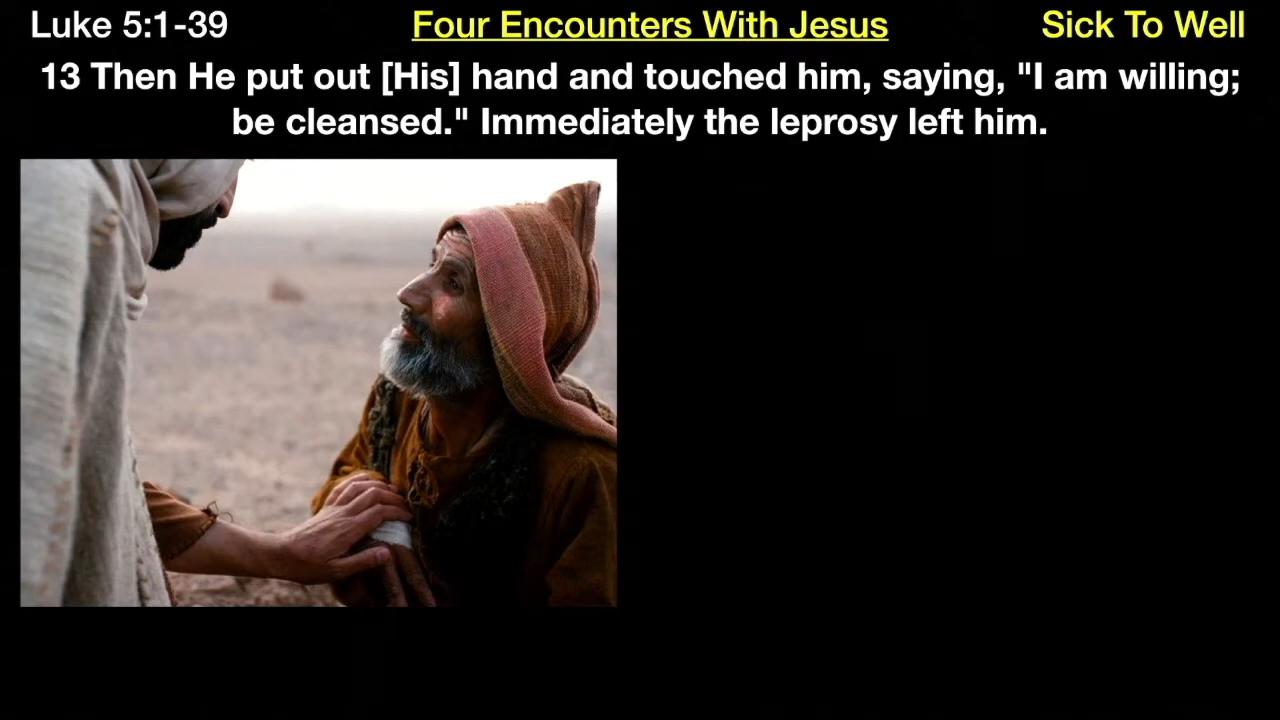 Luke 5:1-39 Four Encounters With Jesus Sick To Well
13 Then He put out [His] hand and touched him, saying, "I am willing;
be cleansed." Immediately the leprosy left him.